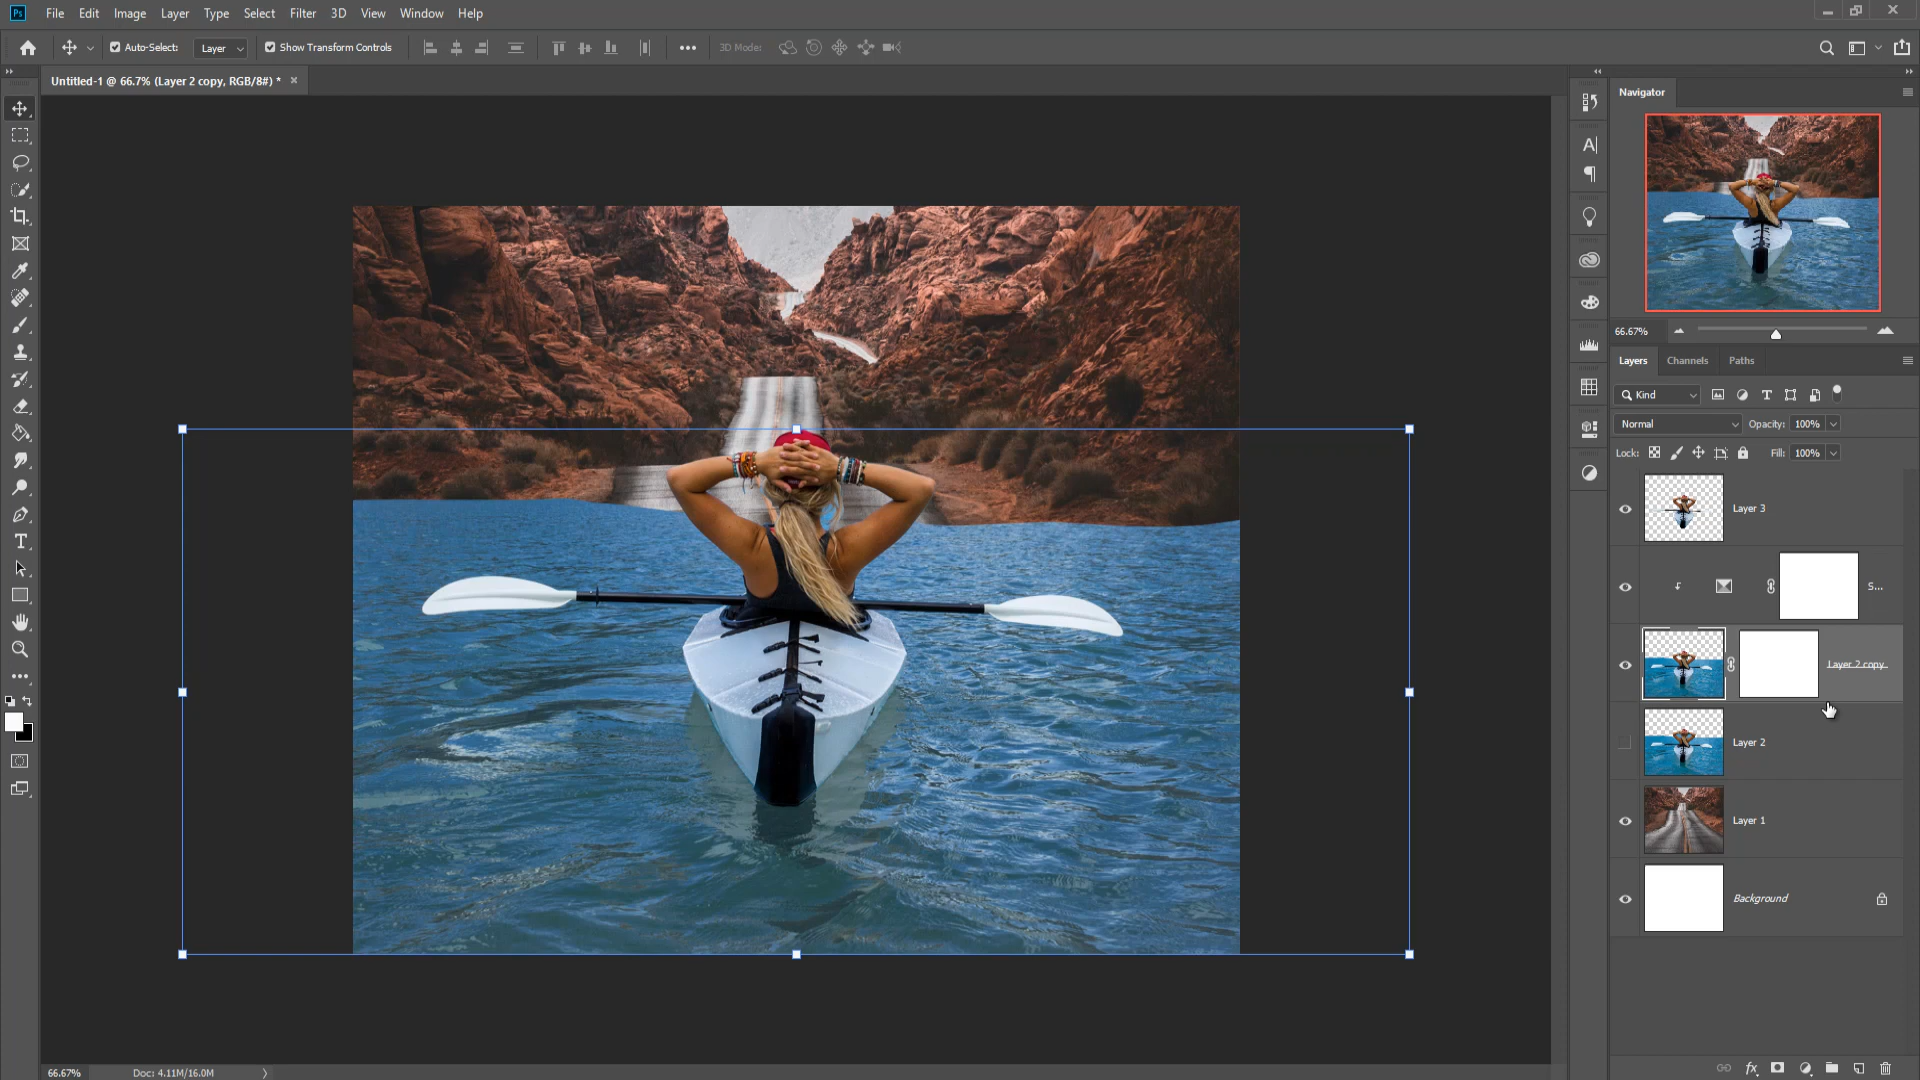 Ps File Edit Image Layer Type Select Filter 3D View Window Help
Auto-Select: Layer Show Transform Controls 3D Mode:
Untitled-1 @ 66.7% (Layer 2 copy, RGB/8#) *
Navigator
66.67%
Layers Channels Paths
Kind
Normal Opacity: 100%
Lock: Fill: 100%
Layer 3
S...
Layer 2 copy
Layer 2
Layer 1
Background
66.67% Doc: 4.11M/16.0M